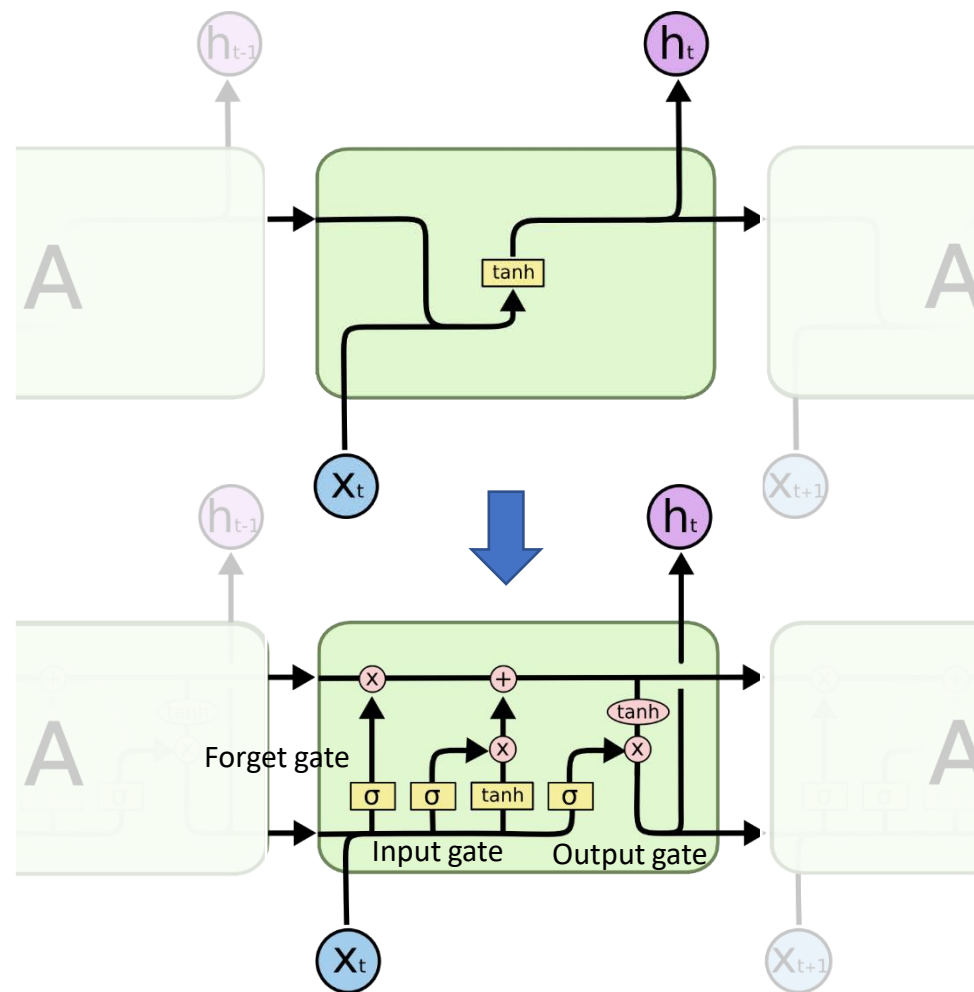 ht-1
ht
A
tanh
A
Xt
Xt+1
ht-1
ht
x
+
tanh
tanh
A
Forget gate
x
x
A
σ
σ
tanh
σ
Input gate
Output gate
Xt
Xt+1